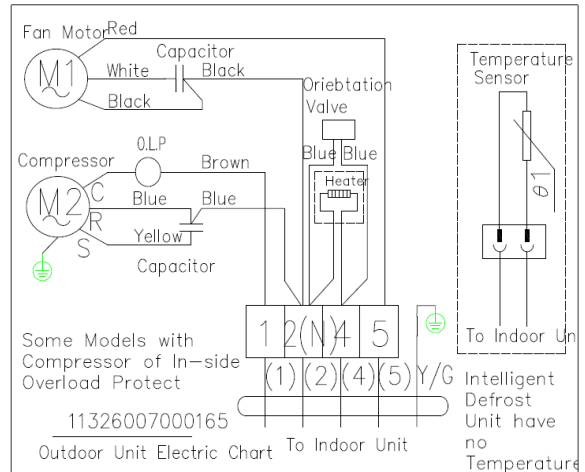 Fan Motor
Red
Capacitor
White
Black
M1
Black
Oriebtation
Valve
Temperature
Sensor
O.L.P
Blue
Blue
Compressor
Brown
Heater
C
Blue
Blue
M2
R
S
Yellow
Capacitor
θ1
1
2(N)
4
5
To Indoor Un
Some Models with
Compressor of In-side
Overload Protect
(1)
(2)
(4)
(5)
Y/G
Intelligent
Defrost
Unit have
no
Temperature
11326007000165
Outdoor Unit Electric Chart
To Indoor Unit